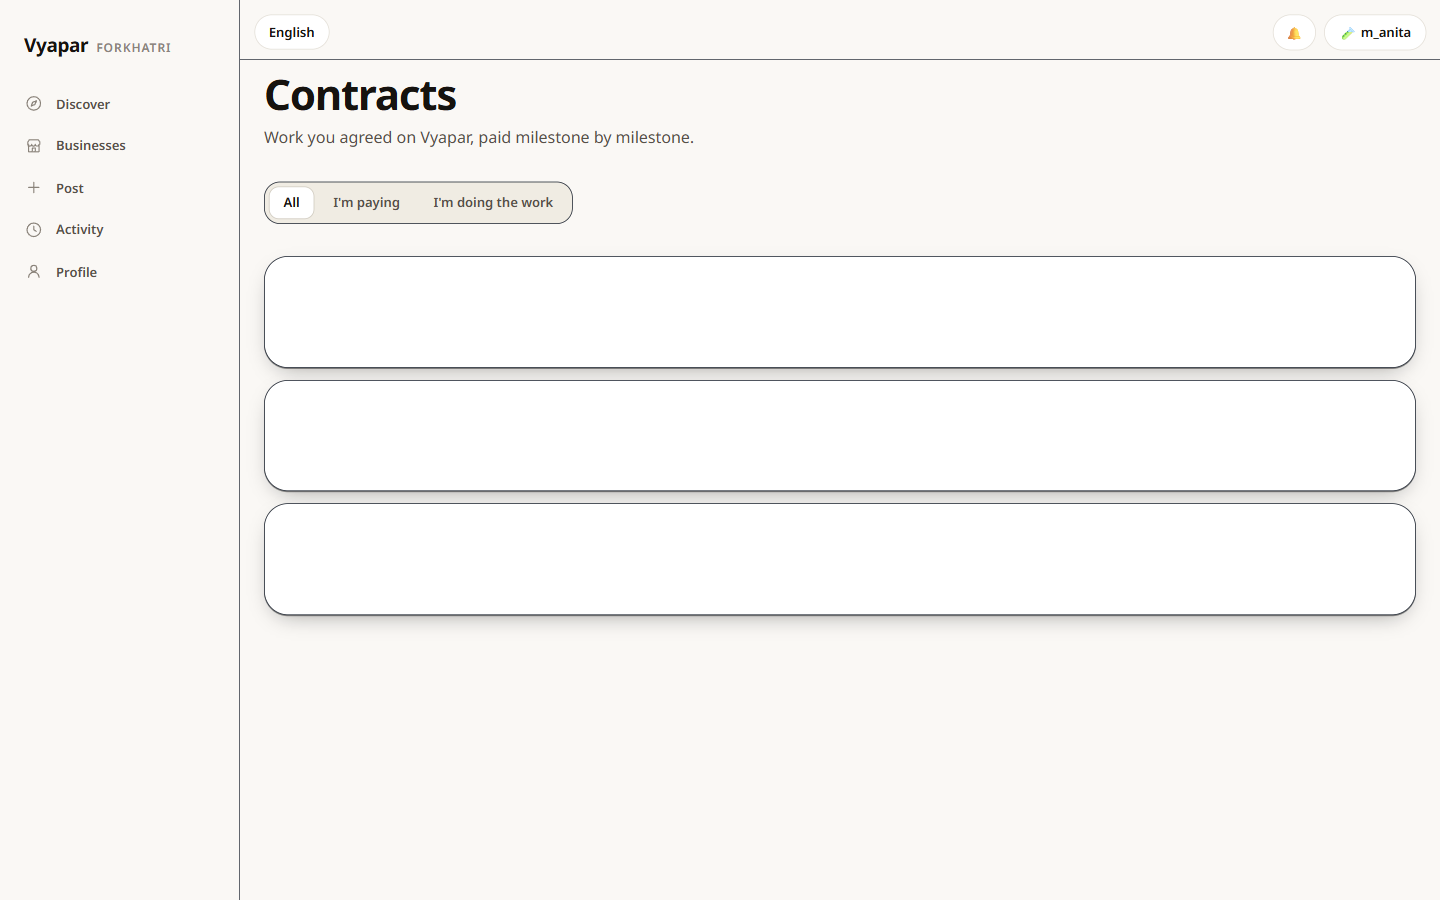 Vyapar FORKHATRI
Discover
Businesses
Post
Activity
Profile
English
m_anita
Contracts
Work you agreed on Vyapar, paid milestone by milestone.
All I'm paying I'm doing the work